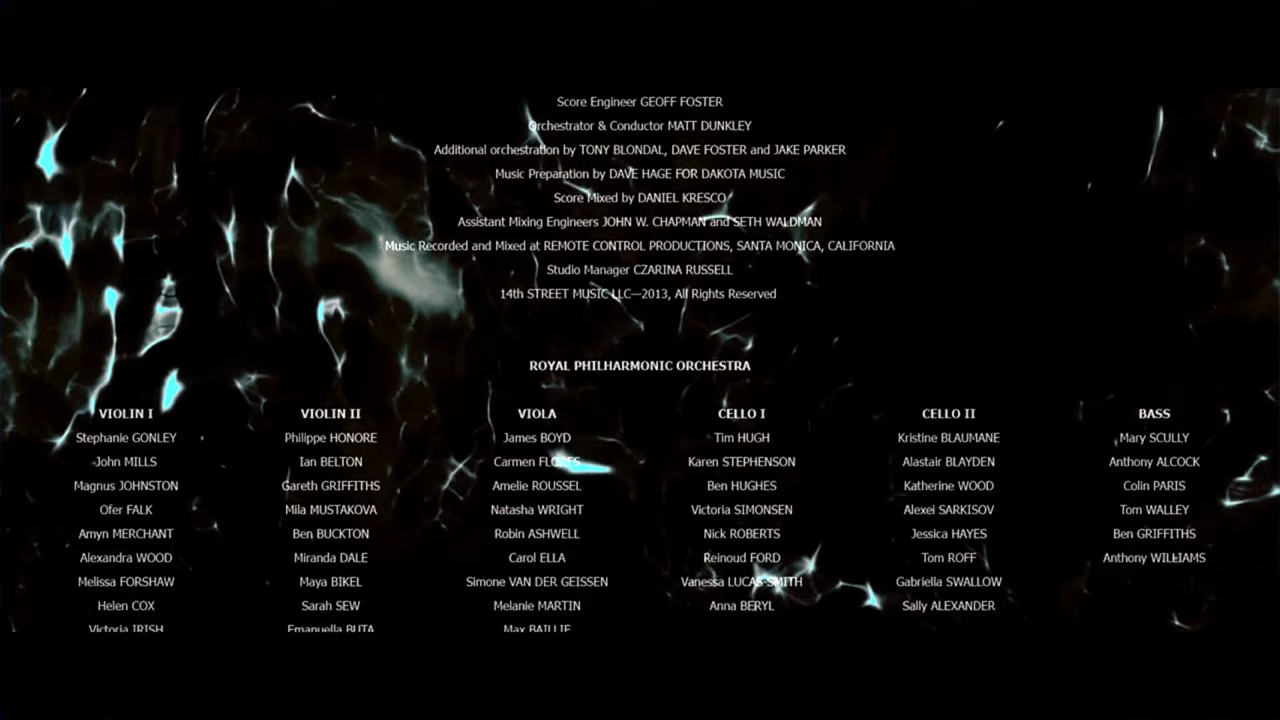 Score Engineer GEOFF FOSTER
Orchestrator & Conductor MATT DUNKLEY
Additional orchestration by TONY BLONDAL, DAVE FOSTER and JAKE PARKER
Music Preparation by DAVE HAGE FOR DAKOTA MUSIC
Score Mixed by DANIEL KRESCO
Assistant Mixing Engineers JOHN W. CHAPMAN and SETH WALDMAN
Music Recorded and Mixed at REMOTE CONTROL PRODUCTIONS, SANTA MONICA, CALIFORNIA
Studio Manager CZARINA RUSSELL
14th STREET MUSIC LLC—2013, All Rights Reserved
ROYAL PHILHARMONIC ORCHESTRA
VIOLIN I VIOLIN II VIOLA CELLO I CELLO II BASS
Stephanie GONLEY Philippe HONORE James BOYD Tim HUGH Kristine BLAUMANE Mary SCULLY
John MILLS Ian BELTON Carmen FLORES Karen STEPHENSON Alastair BLAYDEN Anthony ALCOCK
Magnus JOHNSTON Gareth GRIFFITHS Amelie ROUSSEL Ben HUGHES Katherine WOOD Colin PARIS
Ofer FALK Mila MUSTAKOVA Natasha WRIGHT Victoria SIMONSEN Alexei SARKISOV Tom WALLEY
Amyn MERCHANT Ben BUCKTON Robin ASHWELL Nick ROBERTS Jessica HAYES Ben GRIFFITHS
Alexandra WOOD Miranda DALE Carol ELLA Reinoud FORD Tom ROFF Anthony WILLIAMS
Melissa FORSHAW Maya BIKEL Simone VAN DER GEISSEN Vanessa LUCAS-SMITH Gabriella SWALLOW
Helen COX Sarah SEW Melanie MARTIN Anna BERYL Sally ALEXANDER
Victoria IRISH Emanuella BUTA Max BAILLIE